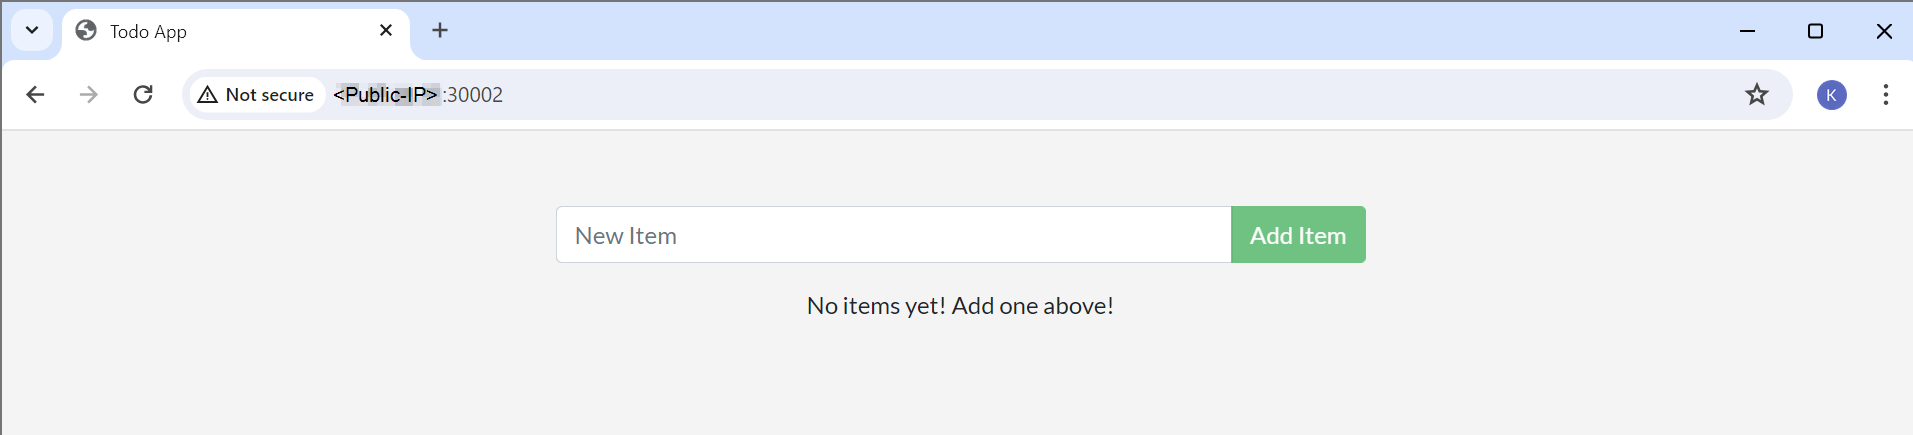 Todo App
Not secure <Public-IP>:30002
K
New Item
Add Item
No items yet! Add one above!